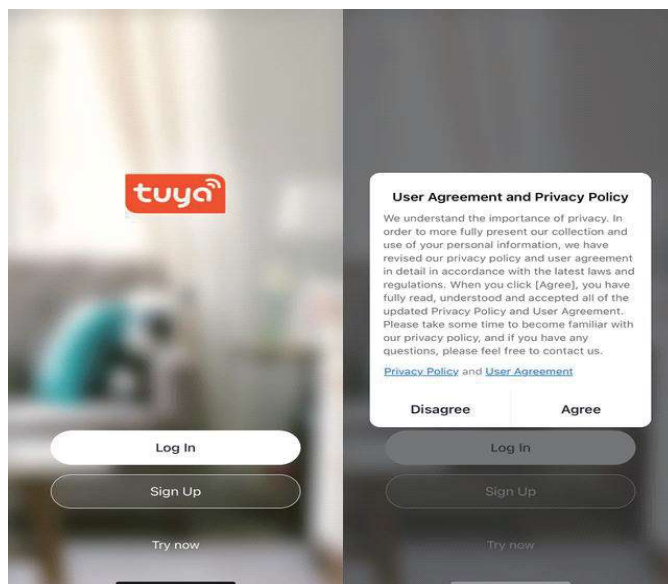 tuya
Log In
Sign Up
Try now
User Agreement and Privacy Policy
We understand the importance of privacy. In
order to more fully present our collection and
use of your personal information, we have
revised our privacy policy and user agreement
in detail in accordance with the latest laws and
regulations. When you click [Agree], you have
fully read, understood and accepted all of the
updated Privacy Policy and User Agreement.
Please take some time to become familiar with
our privacy policy, and if you have any
questions, please feel free to contact us.
Privacy Policy and User Agreement
Disagree Agree
Log In
Sign Up
Try now